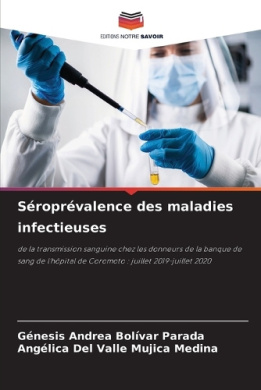 EDITIONS NOTRE SAVOIR
Séroprévalence des maladies
infectieuses
de la transmission sanguine chez les donneurs de la banque de
sang de l'hôpital de Coromoto : juillet 2019-juillet 2020
Génesis Andrea Bolívar Parada
Angélica Del Valle Mujica Medina